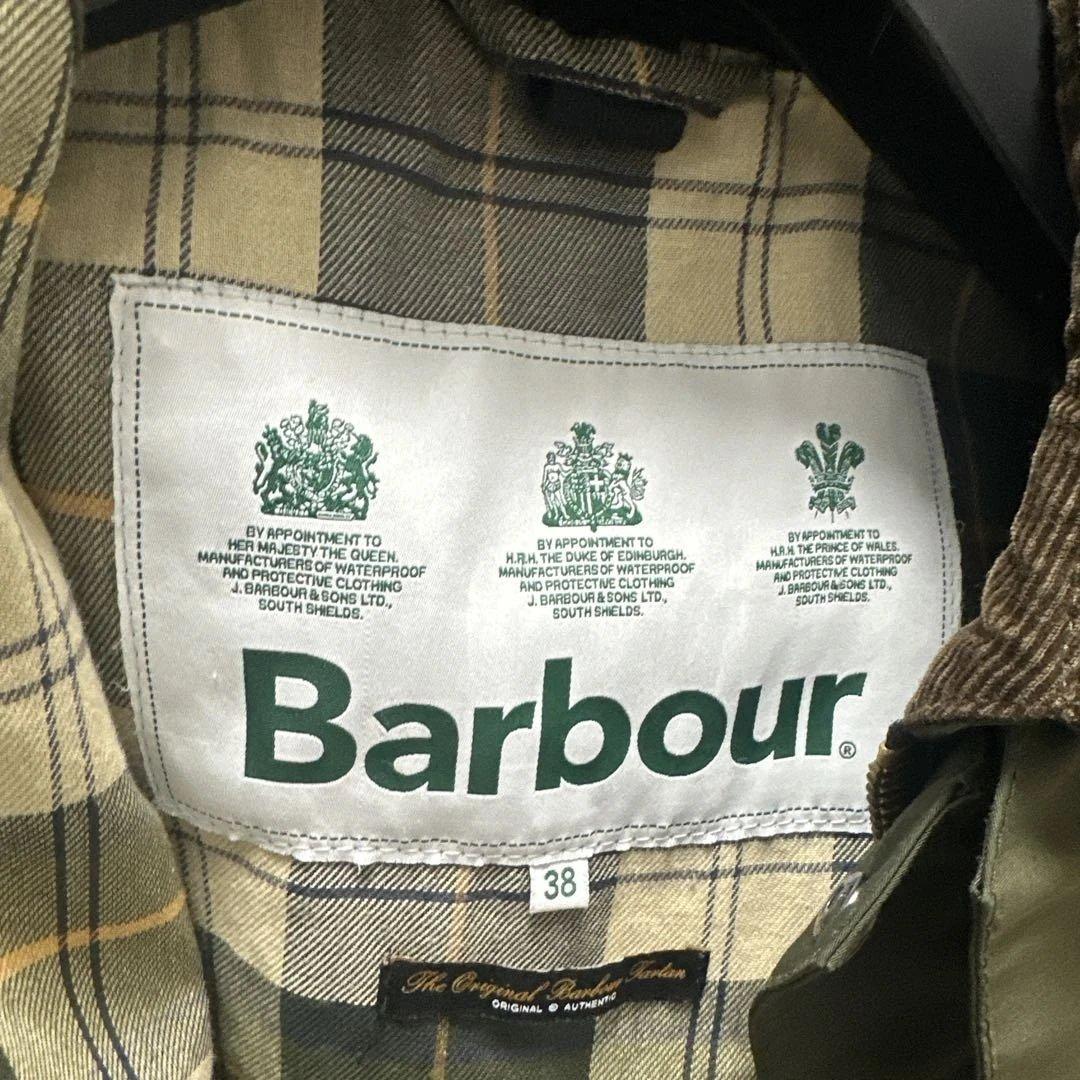 BY APPOINTMENT TO
HER MAJESTY THE QUEEN.
MANUFACTURERS OF WATERPROOF
AND PROTECTIVE CLOTHING
J. BARBOUR & SONS LTD.,
SOUTH SHIELDS.
BY APPOINTMENT TO
H.R.H. THE DUKE OF EDINBURGH.
MANUFACTURERS OF WATERPROOF
AND PROTECTIVE CLOTHING
J. BARBOUR & SONS LTD.,
SOUTH SHIELDS.
BY APPOINTMENT TO
H.R.H. THE PRINCE OF WALES.
MANUFACTURERS OF WATERPROOF
AND PROTECTIVE CLOTHING
J. BARBOUR & SONS LTD.,
SOUTH SHIELDS.
Barbour®
38
The Original Barbour Tartan
ORIGINAL © AUTHENTIC